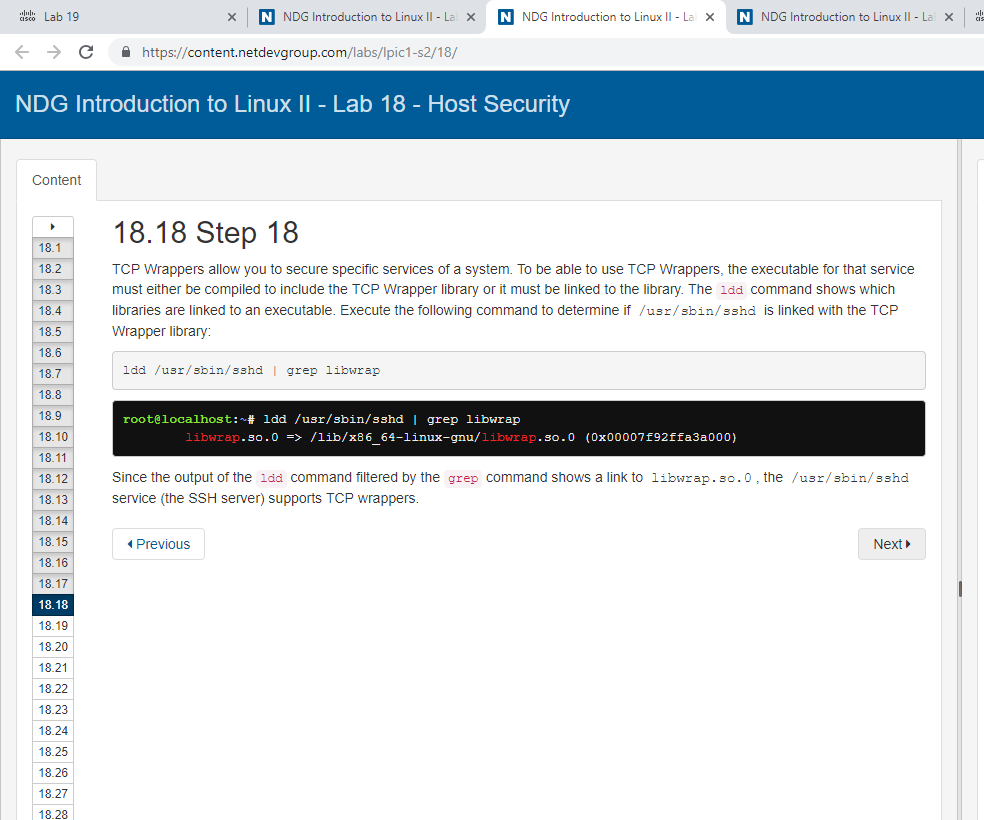 Lab 19
NDG Introduction to Linux II - La
NDG Introduction to Linux II - La
NDG Introduction to Linux II - La
https://content.netdevgroup.com/labs/lpic1-s2/18/
NDG Introduction to Linux II - Lab 18 - Host Security
Content
18.1
18.2
18.3
18.4
18.5
18.6
18.7
18.8
18.9
18.10
18.11
18.12
18.13
18.14
18.15
18.16
18.17
18.18
18.19
18.20
18.21
18.22
18.23
18.24
18.25
18.26
18.27
18.28
18.18 Step 18
TCP Wrappers allow you to secure specific services of a system. To be able to use TCP Wrappers, the executable for that service
must either be compiled to include the TCP Wrapper library or it must be linked to the library. The ldd command shows which
libraries are linked to an executable. Execute the following command to determine if /usr/sbin/sshd is linked with the TCP
Wrapper library:
ldd /usr/sbin/sshd | grep libwrap
root@localhost:~# ldd /usr/sbin/sshd | grep libwrap
libwrap.so.0 => /lib/x86_64-linux-gnu/libwrap.so.0 (0x00007f92ffa3a000)
Since the output of the ldd command filtered by the grep command shows a link to libwrap.so.0, the /usr/sbin/sshd
service (the SSH server) supports TCP wrappers.
Previous
Next